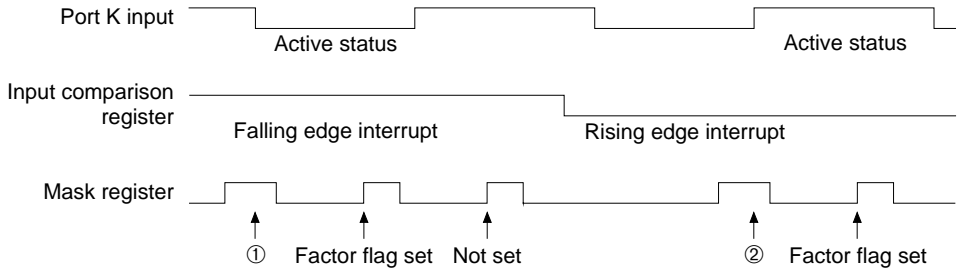 Port K input
Active status
Active status
Input comparison
register
Falling edge interrupt
Rising edge interrupt
Mask register
① Factor flag set Not set ② Factor flag set